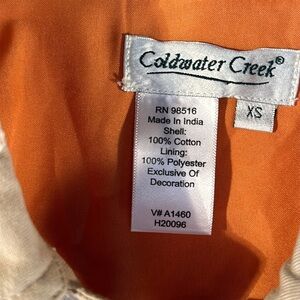 Coldwater Creek®
XS
RN 98516
Made In India
Shell:
100% Cotton
Lining:
100% Polyester
Exclusive Of
Decoration
V# A1460
H20096